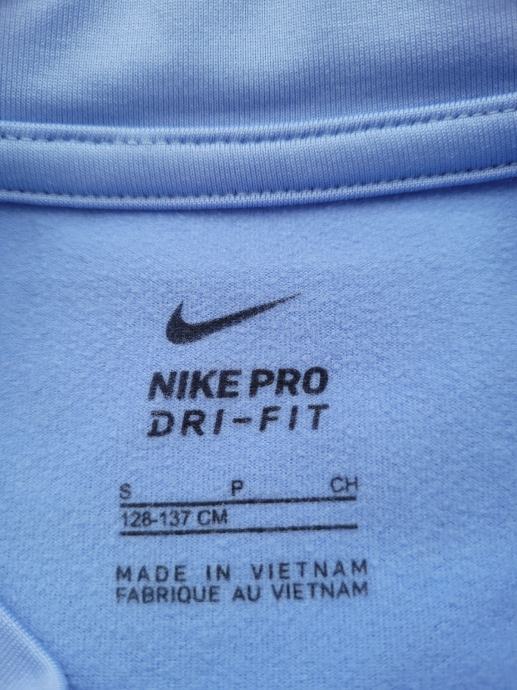 NIKE PRO
DRI-FIT
S P CH
128-137 CM
MADE IN VIETNAM
FABRIQUE AU VIETNAM